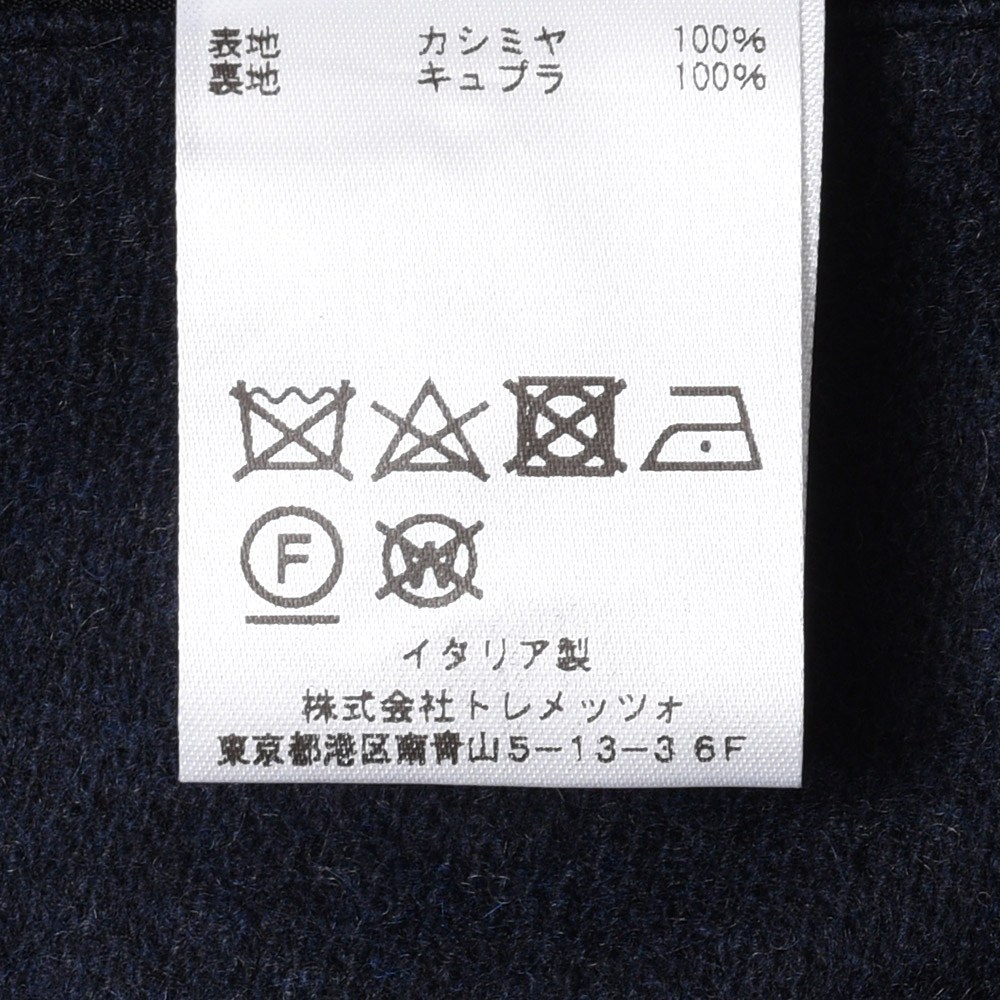 表地 カシミヤ 100%
裏地 キュプラ 100%
F W
イタリア製
株式会社トレメッツォ
東京都港区南青山5-13-3 6F